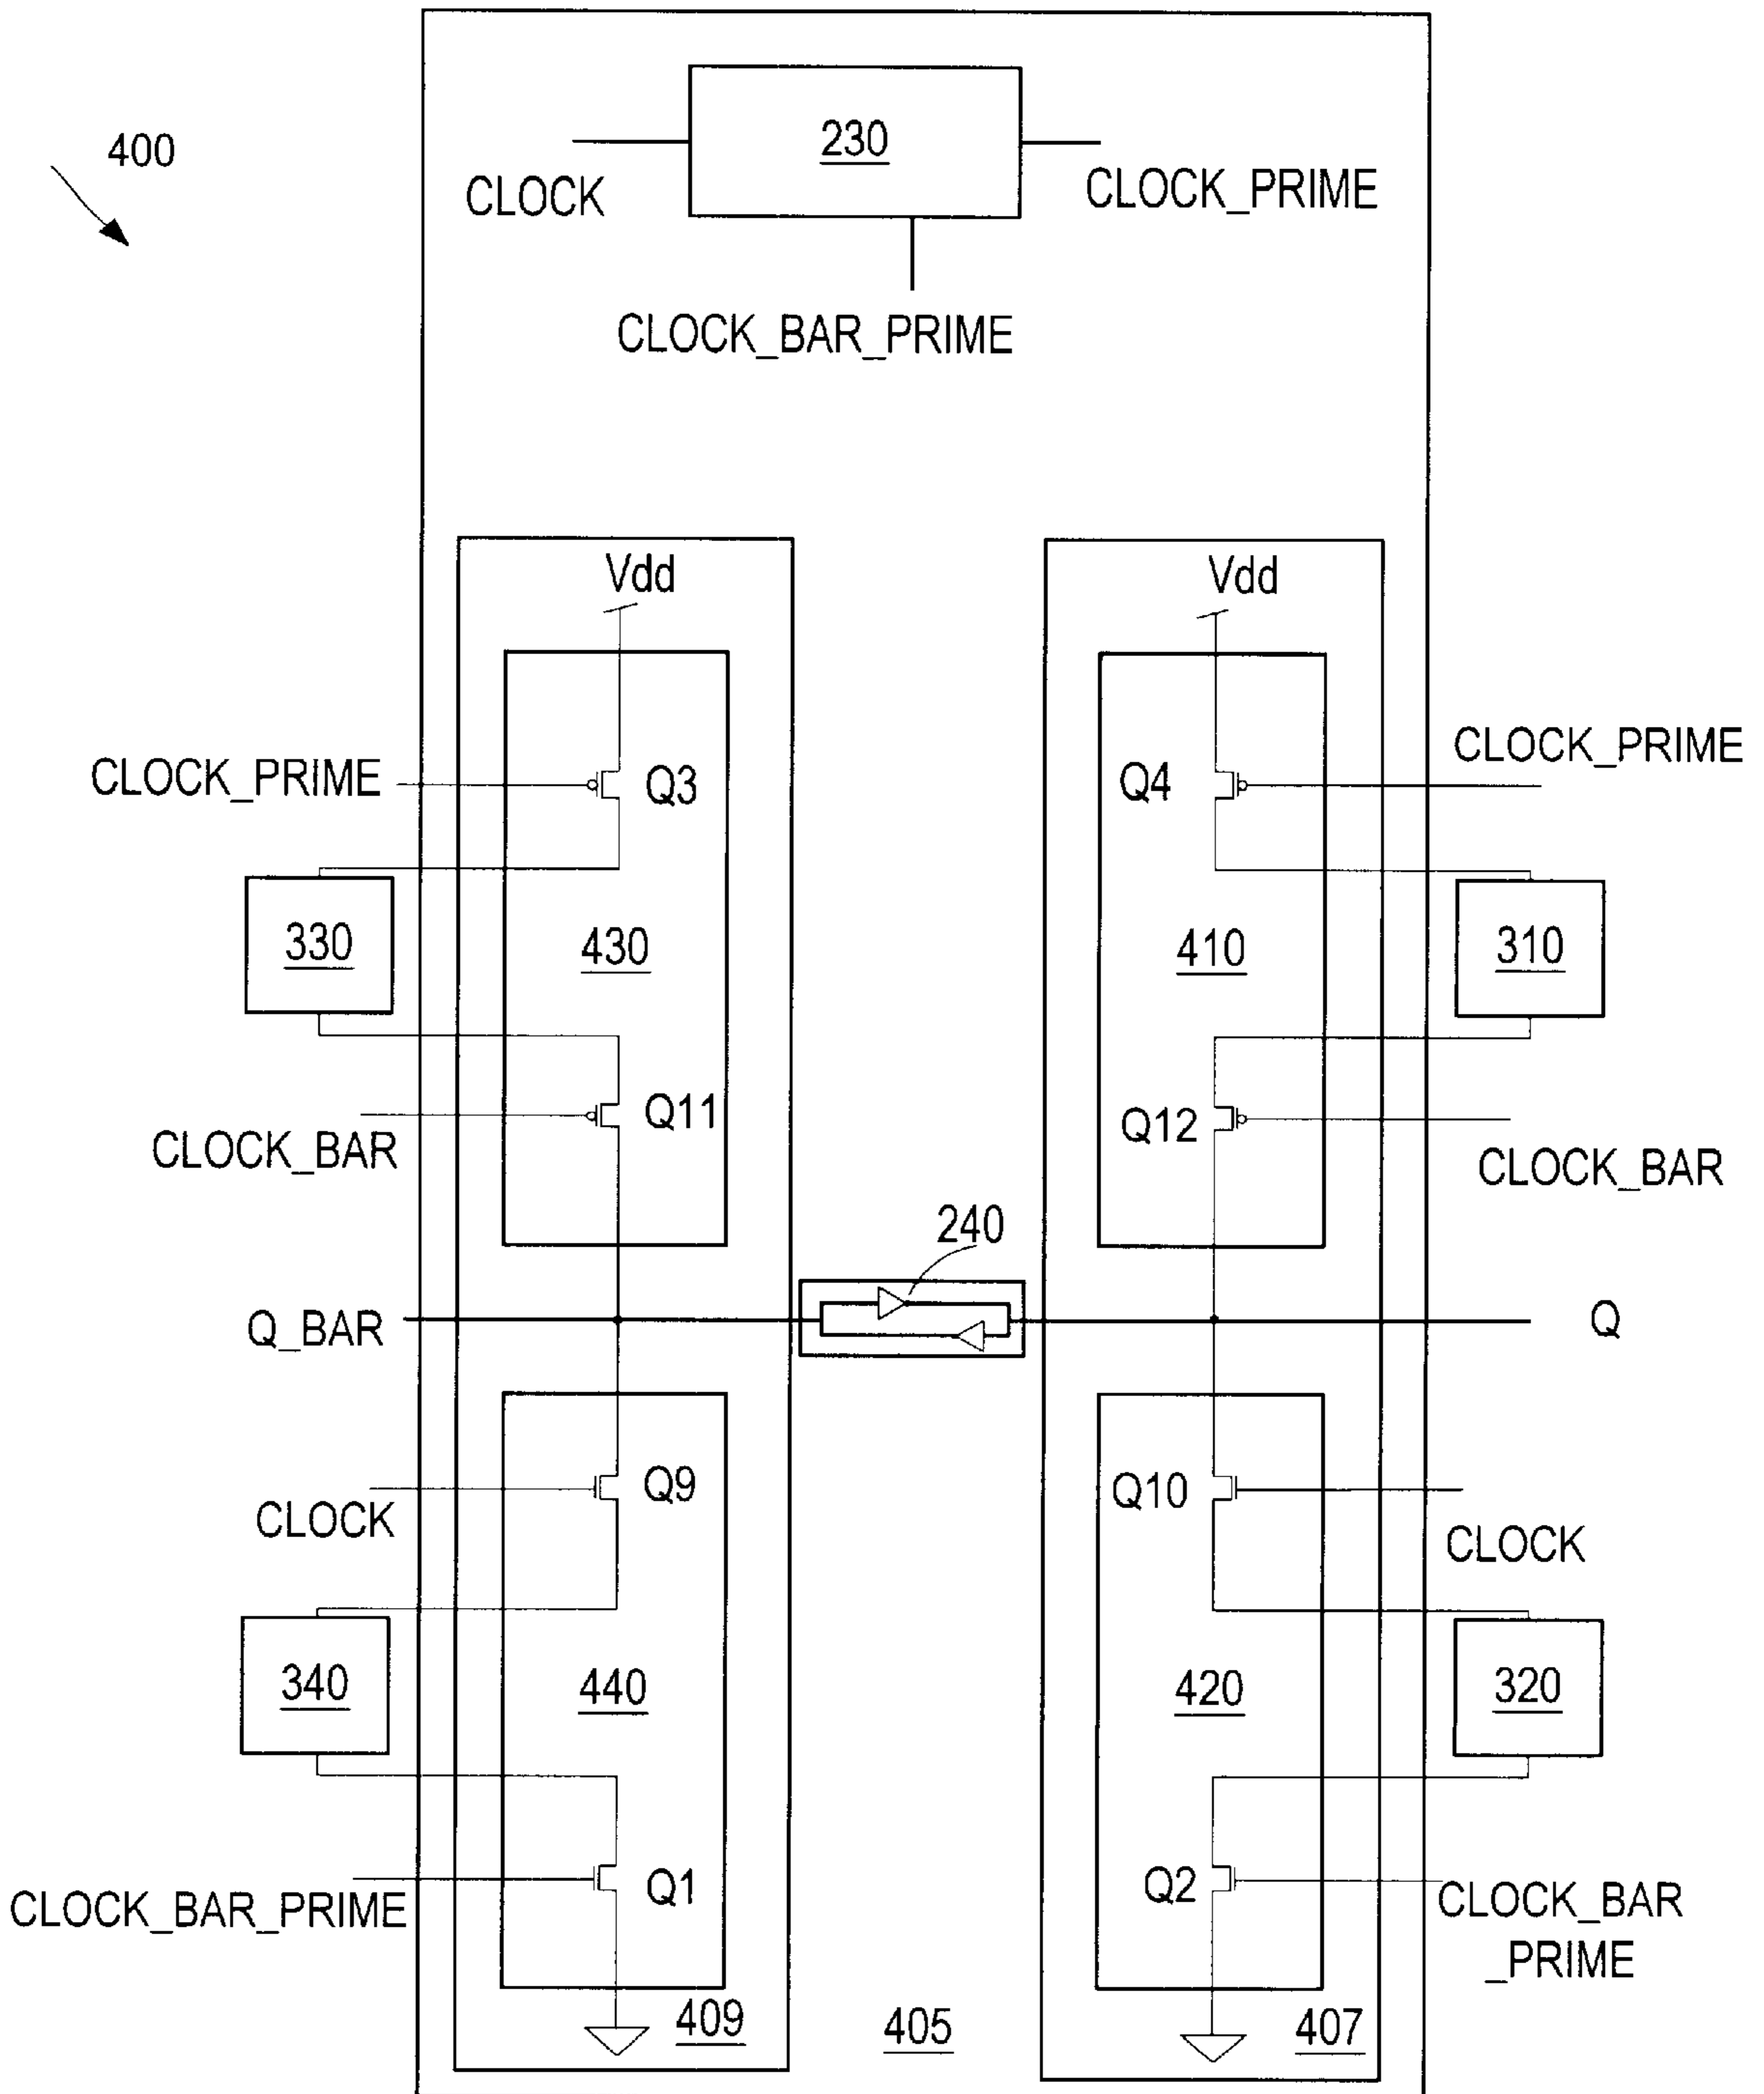 400
230
CLOCK
CLOCK_PRIME
CLOCK_BAR_PRIME
Vdd
Vdd
CLOCK_PRIME
Q3
Q4
CLOCK_PRIME
330
430
410
310
CLOCK_BAR
Q11
Q12
CLOCK_BAR
240
Q_BAR
Q
CLOCK
Q9
Q10
CLOCK
340
440
420
320
CLOCK_BAR_PRIME
Q1
Q2
CLOCK_BAR
_PRIME
409
405
407